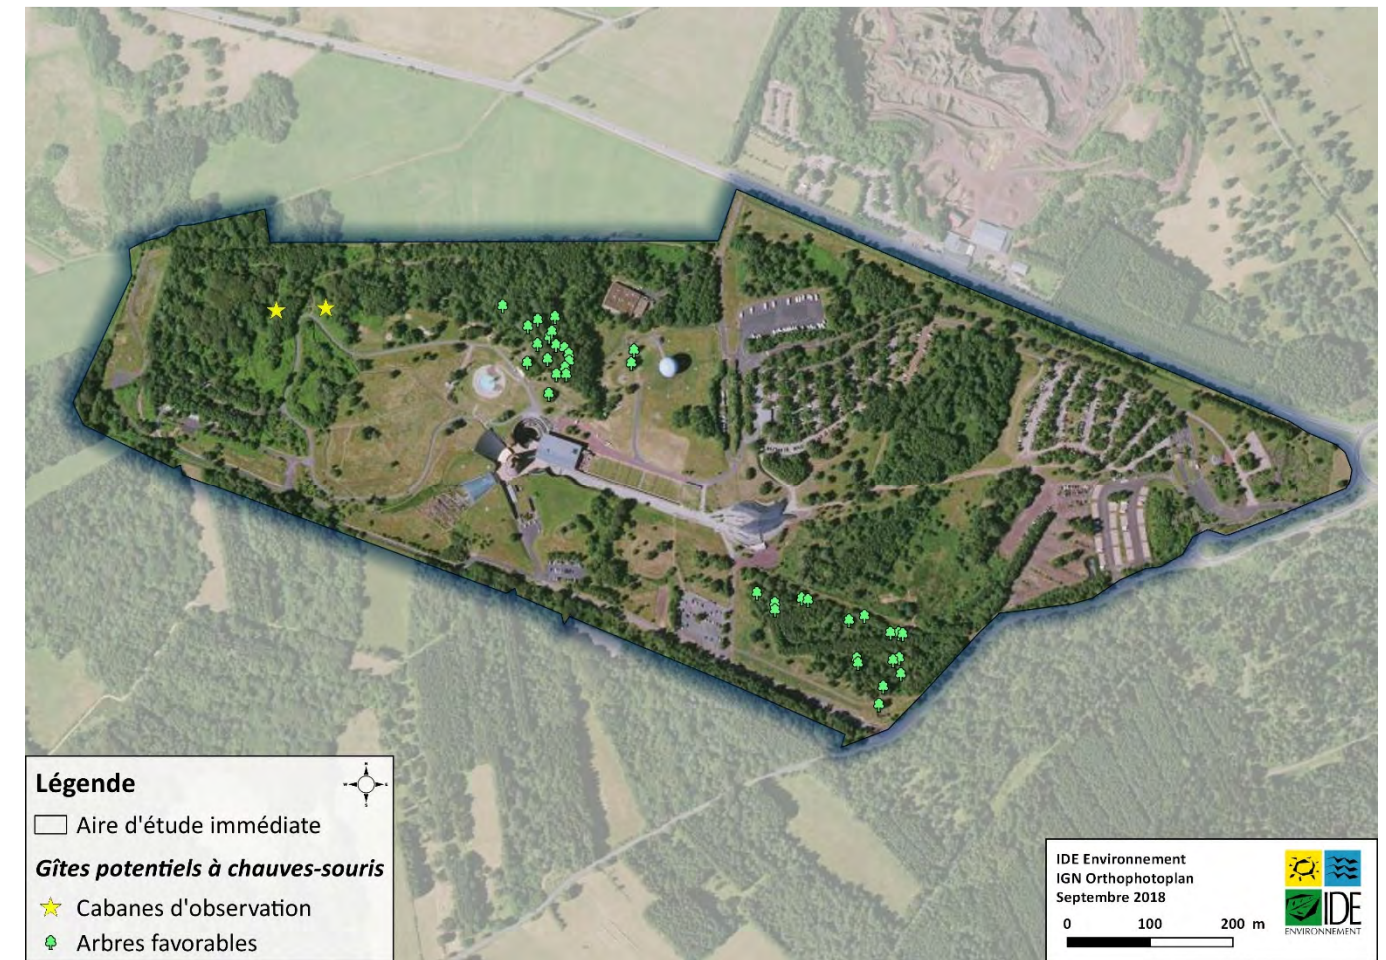 Légende
N
W E
S
Aire d'étude immédiate
Gîtes potentiels à chauves-souris
Cabanes d'observation
Arbres favorables
IDE Environnement
IGN Orthophotoplan
Septembre 2018
0 100 200 m
IDE
ENVIRONNEMENT